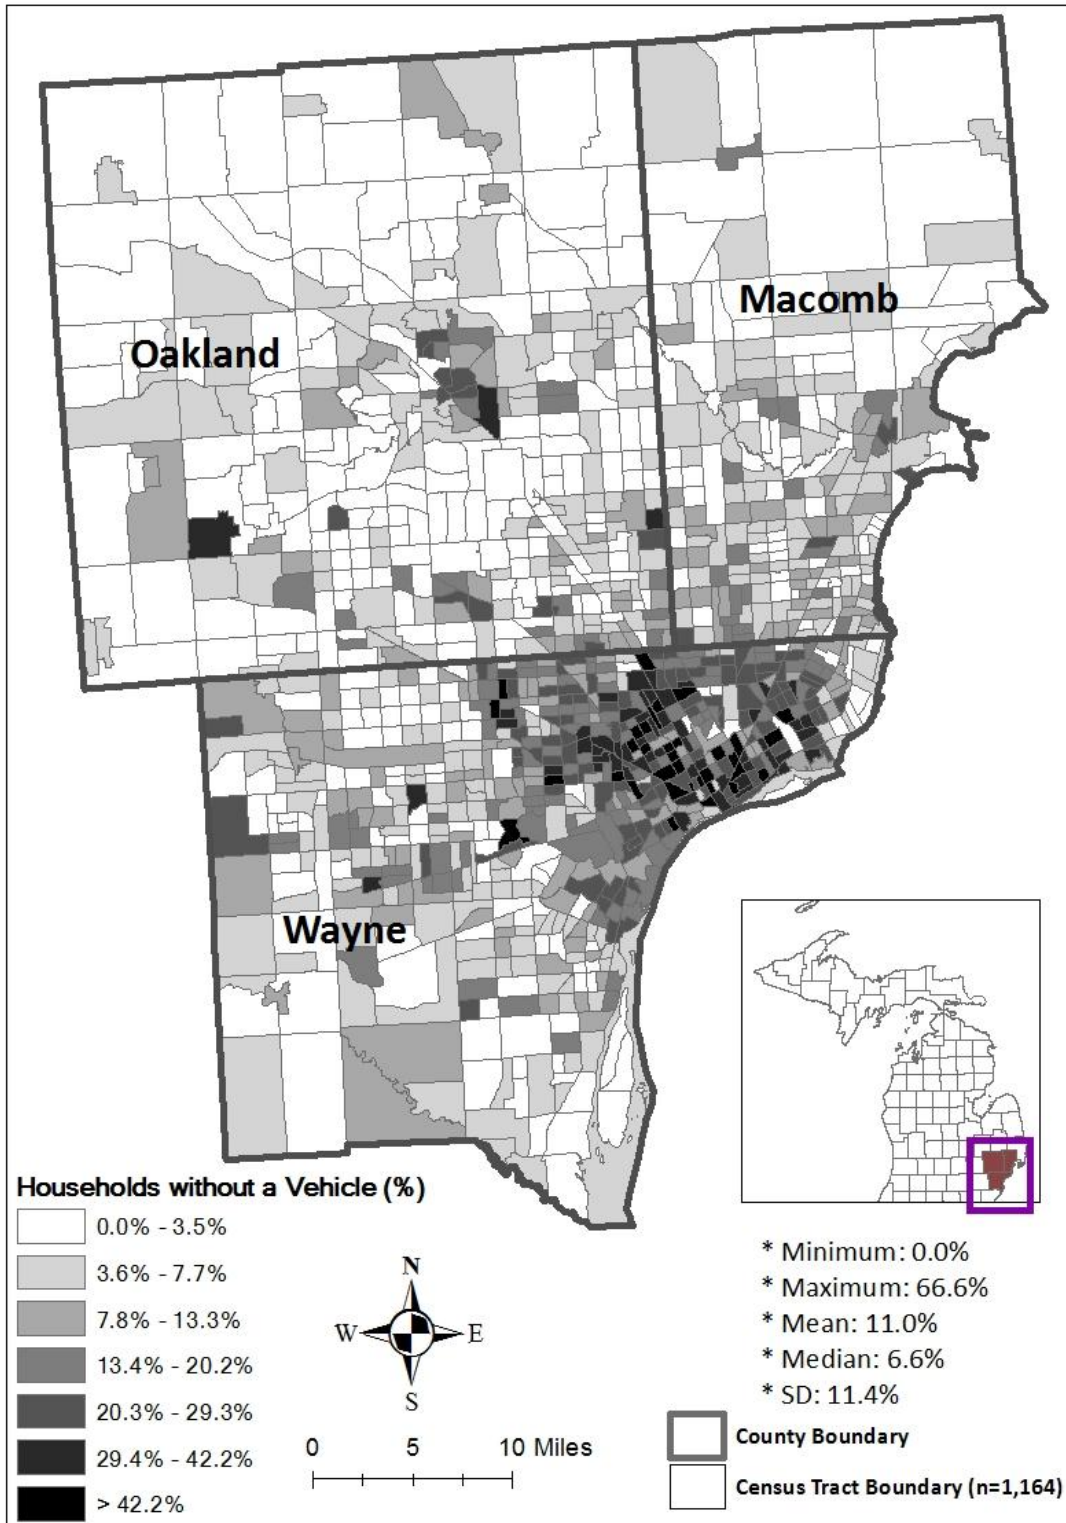 Macomb
Oakland
Wayne
Households without a Vehicle (%)
0.0% - 3.5%
3.6% - 7.7%
7.8% - 13.3%
13.4% - 20.2%
20.3% - 29.3%
29.4% - 42.2%
> 42.2%
N
W
E
S
0 5 10 Miles
* Minimum: 0.0%
* Maximum: 66.6%
* Mean: 11.0%
* Median: 6.6%
* SD: 11.4%
County Boundary
Census Tract Boundary (n=1,164)